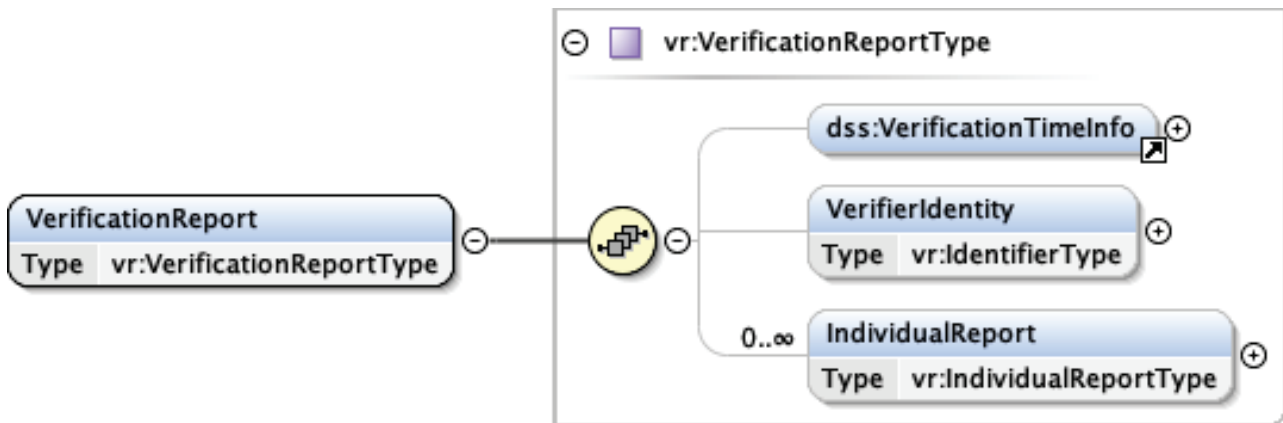 vr:VerificationReportType
dss:VerificationTimeInfo
VerificationReport
Type vr:VerificationReportType
VerifierIdentity
Type vr:IdentifierType
0..∞
IndividualReport
Type vr:IndividualReportType